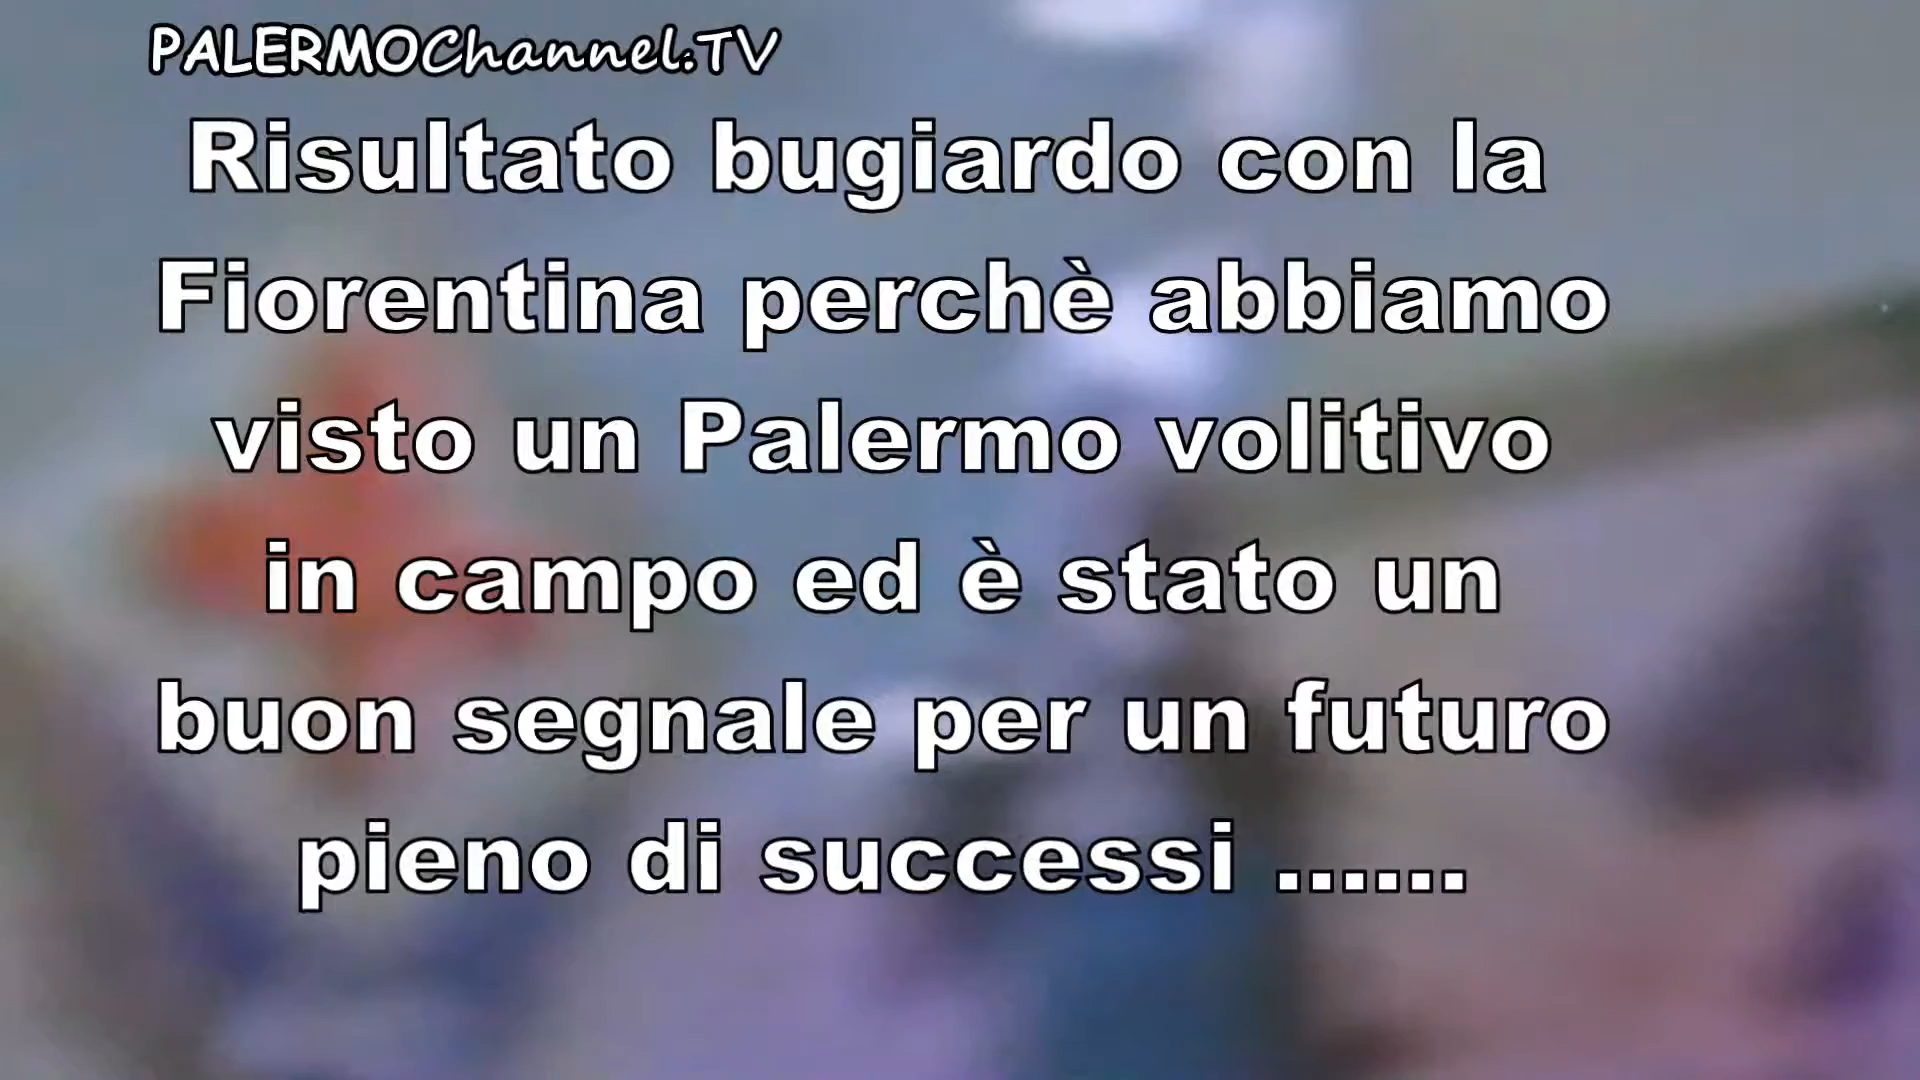 PALERMOChannel.TV
Risultato bugiardo con la
Fiorentina perchè abbiamo
visto un Palermo volitivo
in campo ed è stato un
buon segnale per un futuro
pieno di successi ......